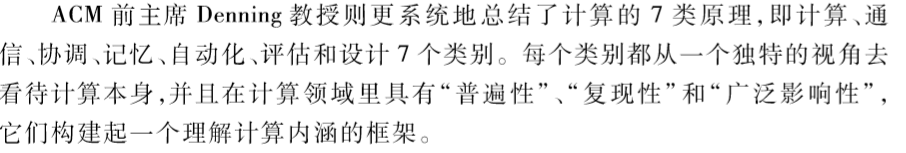 ACM 前主席 Denning 教授则更系统地总结了计算的 7 类原理,即计算、通
信、协调、记忆、自动化、评估和设计 7 个类别。每个类别都从一个独特的视角去
看待计算本身,并且在计算领域里具有“普遍性”、“复现性”和“广泛影响性”,
它们构建起一个理解计算内涵的框架。